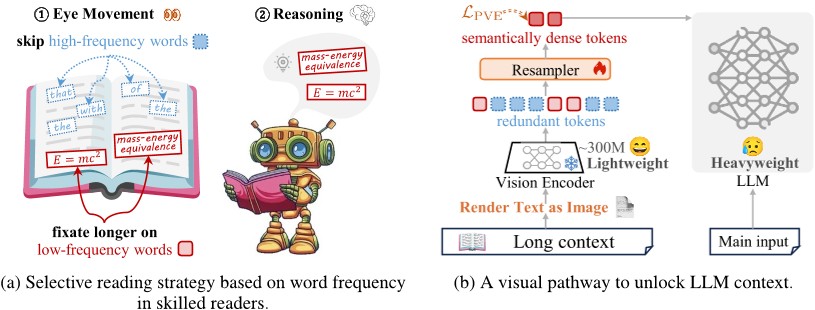 ① Eye Movement
② Reasoning
skip high-frequency words
that
with
the
of
the
mass-energy
equivalence
E = mc²
mass-energy
equivalence
E = mc²
fixate longer on
low-frequency words
(a) Selective reading strategy based on word frequency
in skilled readers.
ℒPVE
semantically dense tokens
Resampler
redundant tokens
~300M
Lightweight
Vision Encoder
Render Text as Image
Long context
Heavyweight
LLM
Main input
(b) A visual pathway to unlock LLM context.